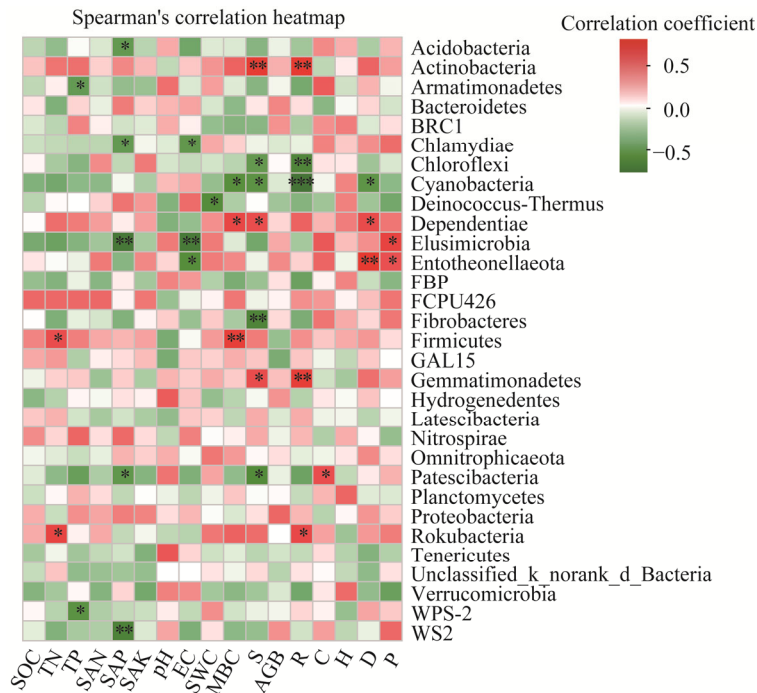 Spearman's correlation heatmap
Correlation coefficient
0.5
0.0
−0.5
*
Acidobacteria
** **
Actinobacteria
*
Armatimonadetes
Bacteroidetes
BRC1
* *
Chlamydiae
* **
Chloroflexi
* * *** *
Cyanobacteria
*
Deinococcus-Thermus
* * *
Dependentiae
** ** *
Elusimicrobia
* ** *
Entotheonellaeota
FBP
FCPU426
**
Fibrobacteres
* **
Firmicutes
GAL15
* **
Gemmatimonadetes
Hydrogenedentes
Latescibacteria
Nitrospirae
Omnitrophicaeota
* * *
Patescibacteria
Planctomycetes
Proteobacteria
* *
Rokubacteria
Tenericutes
Unclassified_k_norank_d_Bacteria
Verrucomicrobia
*
WPS-2
**
WS2
SOC TN TP SAN SAP SAK pH EC SWC MBC S AGB R C H D P